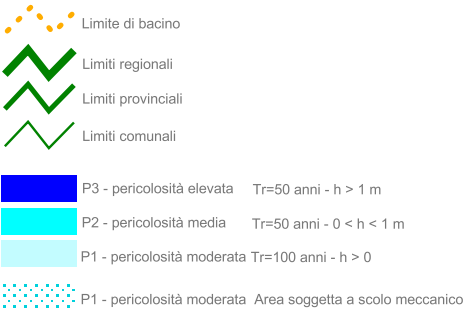 Limite di bacino
Limiti regionali
Limiti provinciali
Limiti comunali
P3 - pericolosità elevata Tr=50 anni - h > 1 m
P2 - pericolosità media Tr=50 anni - 0 < h < 1 m
P1 - pericolosità moderata Tr=100 anni - h > 0
P1 - pericolosità moderata Area soggetta a scolo meccanico